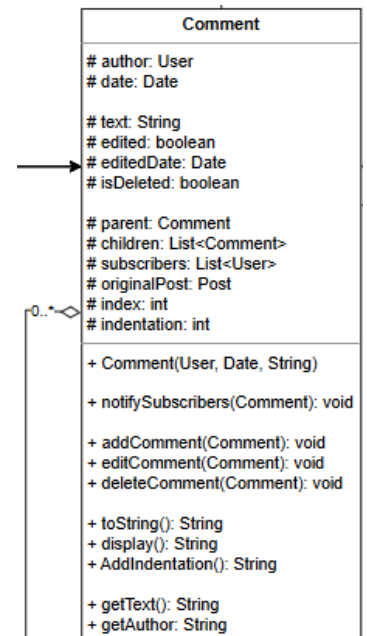 Comment
# author: User
# date: Date
# text: String
# edited: boolean
# editedDate: Date
# isDeleted: boolean
# parent: Comment
# children: List<Comment>
# subscribers: List<User>
# originalPost: Post
# index: int
0..*
# indentation: int
+ Comment(User, Date, String)
+ notifySubscribers(Comment): void
+ addComment(Comment): void
+ editComment(Comment): void
+ deleteComment(Comment): void
+ toString(): String
+ display(): String
+ AddIndentation(): String
+ getText(): String
+ getAuthor: String